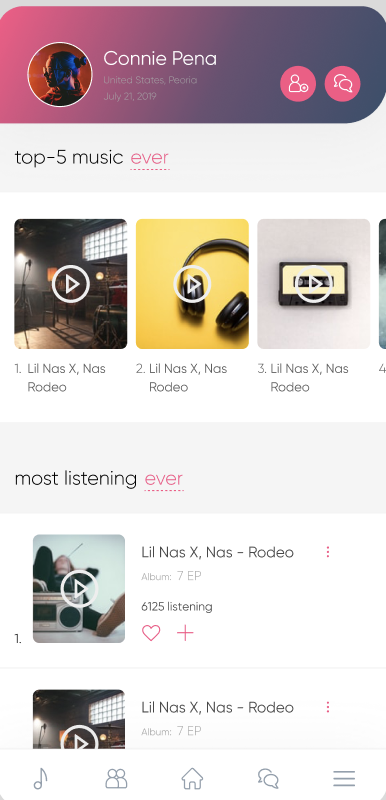 Connie Pena
United States, Peoria
July 21, 2019
top-5 music ever
1. Lil Nas X, Nas
Rodeo
2. Lil Nas X, Nas
Rodeo
3. Lil Nas X, Nas
Rodeo
4
most listening ever
1.
Lil Nas X, Nas - Rodeo
Album: 7 EP
6125 listening
Lil Nas X, Nas - Rodeo
Album: 7 EP